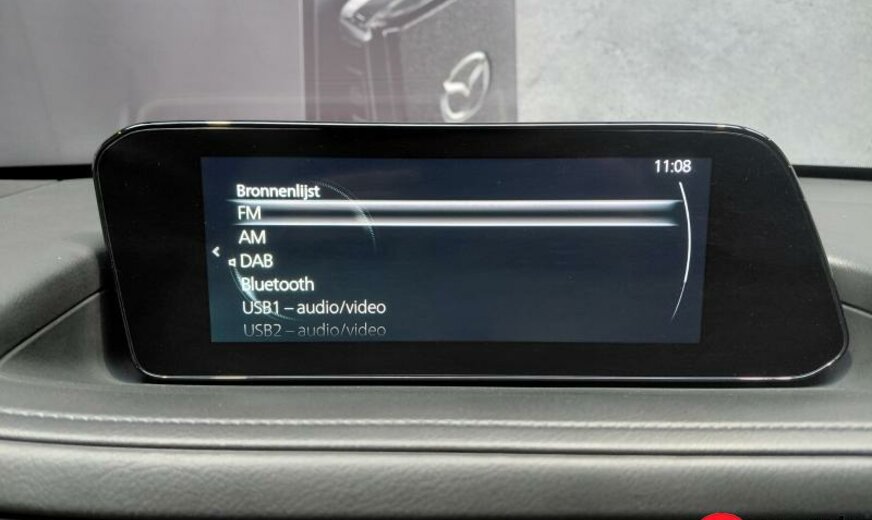 11:08
Bronnenlijst
FM
AM
DAB
Bluetooth
USB1 – audio/video
USB2 – audio/video